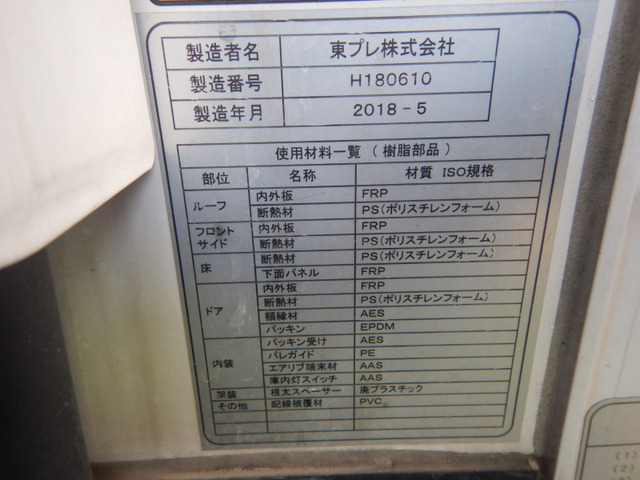 製造者名 東プレ株式会社
製造番号 H180610
製造年月 2018-5
使用材料一覧 (樹脂部品)
部位 名称 材質 ISO規格
ルーフ 内外板 FRP
断熱材 PS(ポリスチレンフォーム)
フロント サイド 内外板 FRP
断熱材 PS(ポリスチレンフォーム)
床 断熱材 PS(ポリスチレンフォーム)
下面パネル FRP
ドア 内外板 FRP
断熱材 PS(ポリスチレンフォーム)
額縁材 AES
パッキン EPDM
内装 パッキン受け AES
パレガイド PE
エアリブ端末材 AAS
庫内灯スイッチ AAS
架装 根太スペーサー 廃プラスチック
その他 配線被覆材 PVC
(1)
(2)